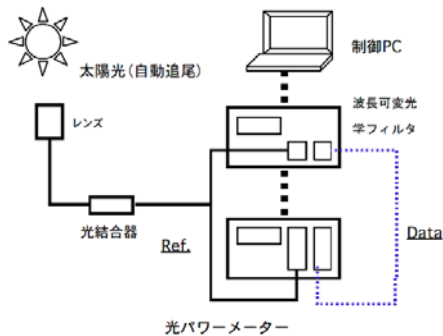 太陽光(自動追尾)
制御PC
レンズ
波長可変光
学フィルタ
光結合器
Ref.
Data
光パワーメーター